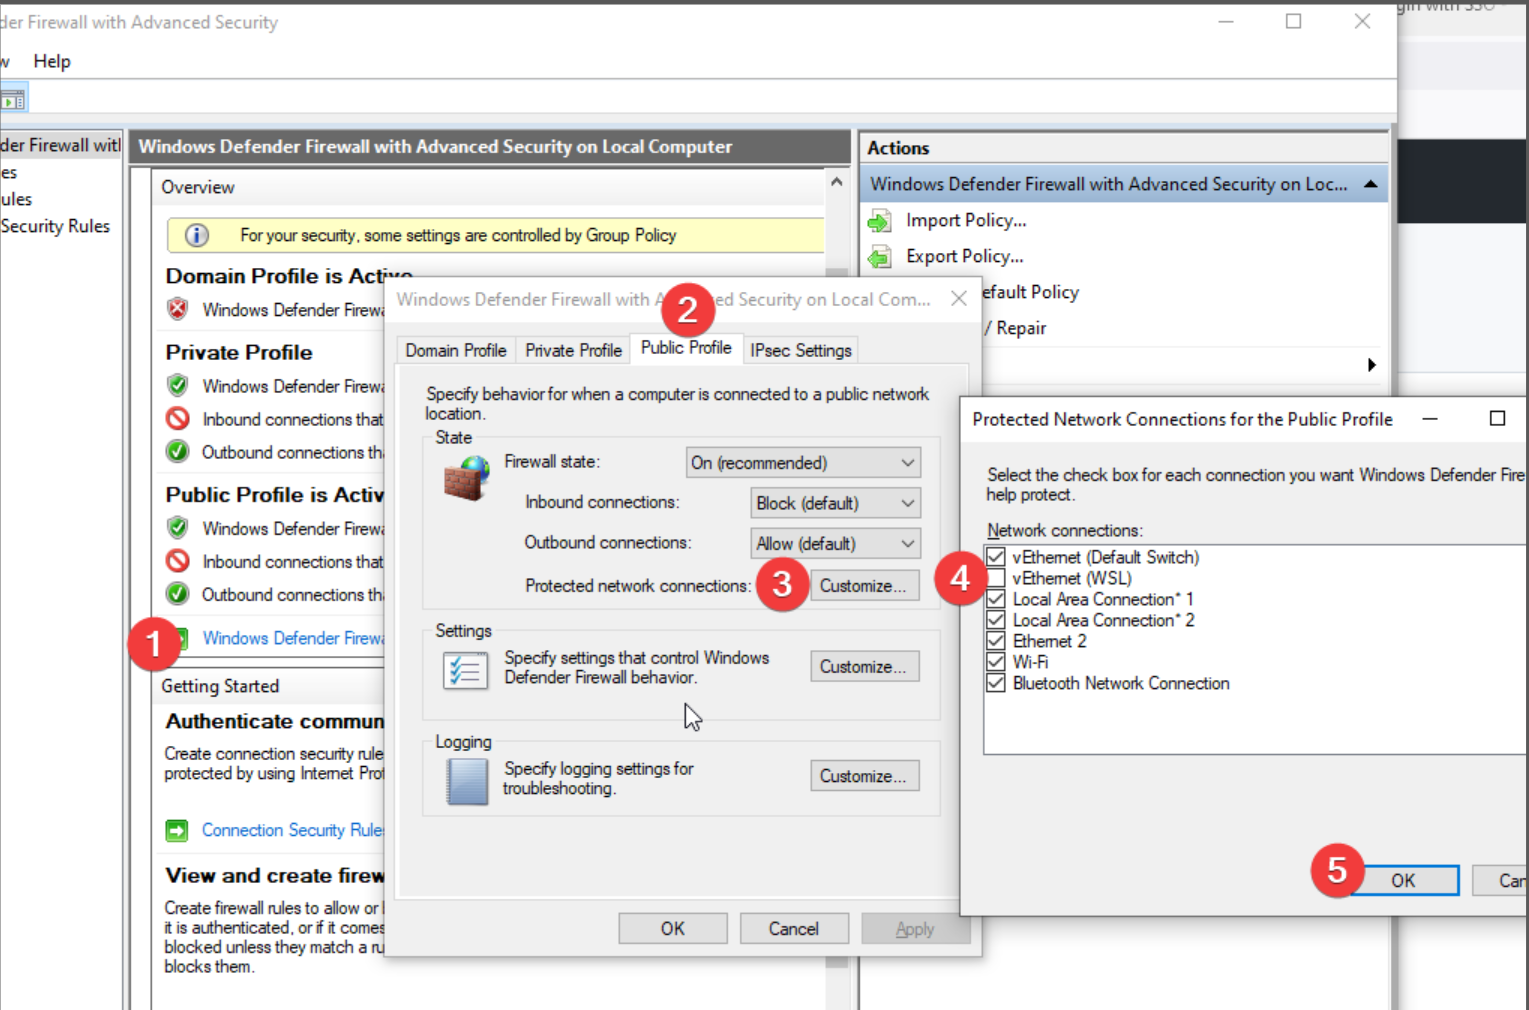 der Firewall with Advanced Security
w Help
der Firewall with
es
ules
Security Rules
Windows Defender Firewall with Advanced Security on Local Computer
Overview
For your security, some settings are controlled by Group Policy
Domain Profile is Active
Windows Defender Firewa
Private Profile
Windows Defender Firewa
Inbound connections that
Outbound connections th
Public Profile is Activ
Windows Defender Firewa
Inbound connections that
Outbound connections th
1
Windows Defender Firewa
Getting Started
Authenticate commun
Create connection security rule
protected by using Internet Prot
Connection Security Rules
View and create firew
Create firewall rules to allow or
it is authenticated, or if it comes
blocked unless they match a ru
blocks them.
Actions
Windows Defender Firewall with Advanced Security on Loc...
Import Policy...
Export Policy...
efault Policy
/ Repair
Windows Defender Firewall with A ed Security on Local Com...
2
Domain Profile Private Profile Public Profile IPsec Settings
Specify behavior for when a computer is connected to a public network
location.
State
Firewall state: On (recommended)
Inbound connections: Block (default)
Outbound connections: Allow (default)
Protected network connections: 3 Customize...
Settings
Specify settings that control Windows
Defender Firewall behavior.
Customize...
Logging
Specify logging settings for
troubleshooting.
Customize...
OK Cancel Apply
Protected Network Connections for the Public Profile
Select the check box for each connection you want Windows Defender Fire
help protect.
Network connections:
vEthernet (Default Switch)
4 vEthernet (WSL)
Local Area Connection* 1
Local Area Connection* 2
Ethernet 2
Wi-Fi
Bluetooth Network Connection
5 OK Can